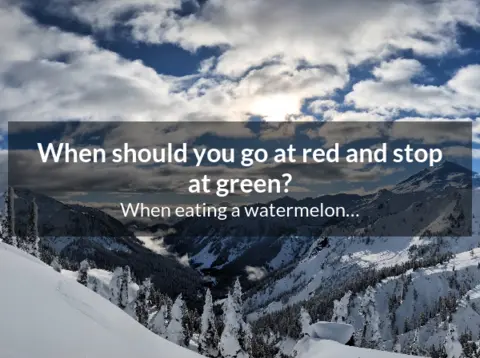 When should you go at red and stop
at green?
When eating a watermelon...